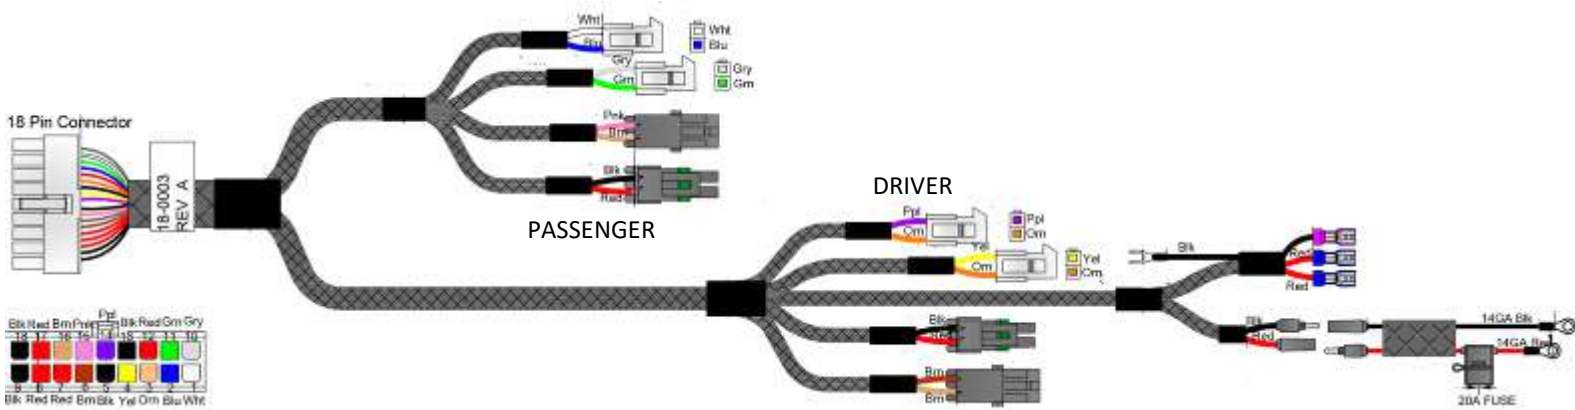 18 Pin Connector
18-0003
REV A
Wht
Blu
Wht
Blu
Gry
Grn
Gry
Grn
Pnk
Brn
Blk
Red
PASSENGER
DRIVER
Ppl
Orn
Ppl
Orn
Yel
Orn
Yel
Orn
Blk
Red
Brn
Brn
Blk
Red
Red
Blk
Red
14GA Blk
14GA Red
20A FUSE
Ppl
Blk Red Brn Pnk Blk Red Grn Gry
18 17 16 15 13 12 11 10
9 8 7 6 5 4 3 2 1
Blk Red Red Brn Blk Yel Orn Blu Wht